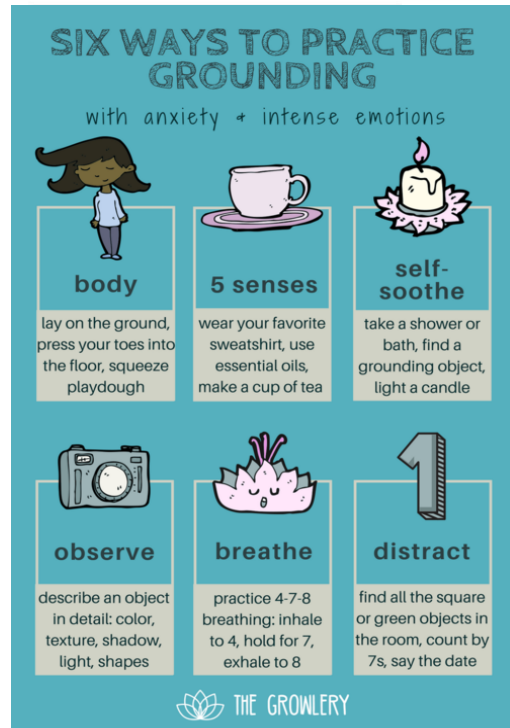 SIX WAYS TO PRACTICE
GROUNDING
with anxiety + intense emotions
body
lay on the ground,
press your toes into
the floor, squeeze
playdough
5 senses
wear your favorite
sweatshirt, use
essential oils,
make a cup of tea
self-
soothe
take a shower or
bath, find a
grounding object,
light a candle
observe
describe an object
in detail: color,
texture, shadow,
light, shapes
breathe
practice 4-7-8
breathing: inhale
to 4, hold for 7,
exhale to 8
1
distract
find all the square
or green objects in
the room, count by
7s, say the date
THE GROWLERY